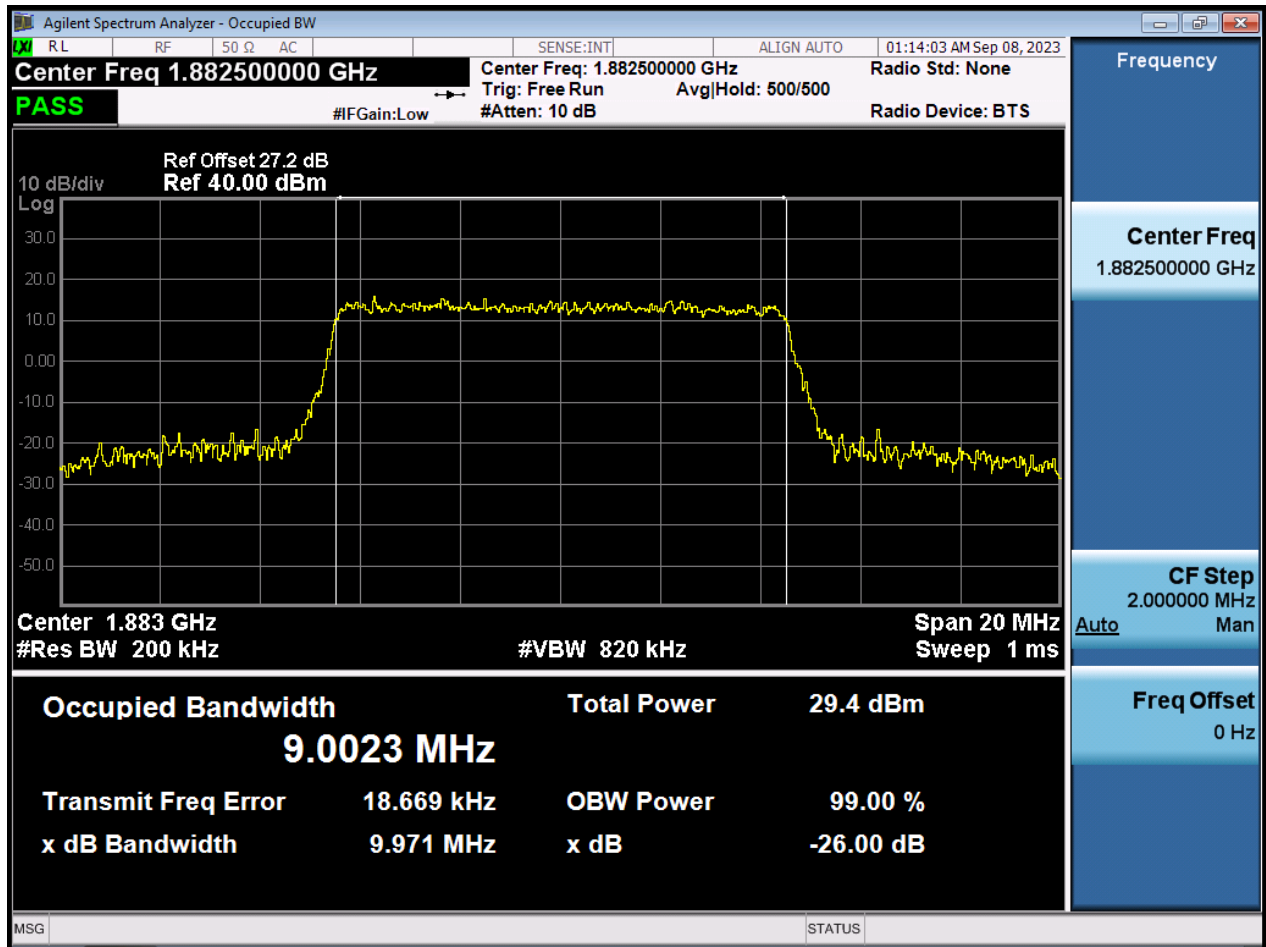 Agilent Spectrum Analyzer - Occupied BW
LXI RL RF 50 Ω AC SENSE:INT ALIGN AUTO 01:14:03 AM Sep 08, 2023
Center Freq 1.882500000 GHz
Center Freq: 1.882500000 GHz Radio Std: None
Trig: Free Run Avg|Hold: 500/500
PASS
#IFGain:Low #Atten: 10 dB Radio Device: BTS
Ref Offset 27.2 dB
10 dB/div Ref 40.00 dBm
Log
30.0
20.0
10.0
0.00
-10.0
-20.0
-30.0
-40.0
-50.0
Center 1.883 GHz Span 20 MHz
#Res BW 200 kHz #VBW 820 kHz Sweep 1 ms
Occupied Bandwidth Total Power 29.4 dBm
9.0023 MHz
Transmit Freq Error 18.669 kHz OBW Power 99.00 %
x dB Bandwidth 9.971 MHz x dB -26.00 dB
MSG STATUS
Frequency
Center Freq
1.882500000 GHz
CF Step
2.000000 MHz
Auto Man
Freq Offset
0 Hz